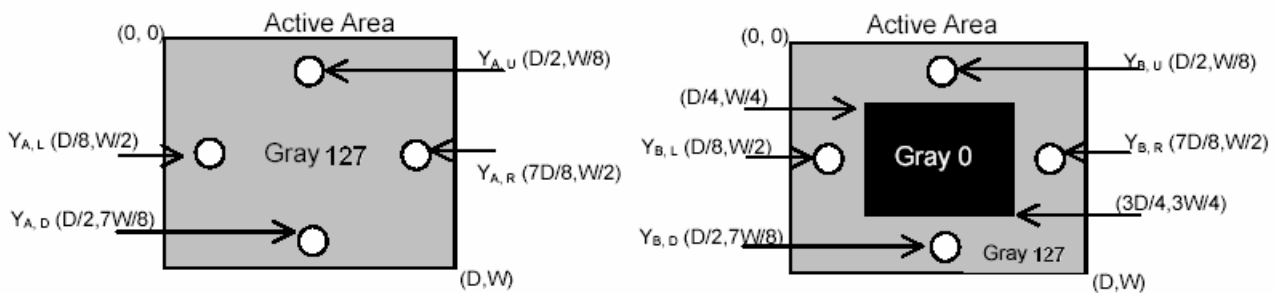 Active Area
(0, 0)
Y_A, U (D/2,W/8)
Y_A, L (D/8,W/2)
Gray 127
Y_A, R (7D/8,W/2)
Y_A, D (D/2,7W/8)
(D,W)
Active Area
(0, 0)
Y_B, U (D/2,W/8)
(D/4,W/4)
Y_B, L (D/8,W/2)
Gray 0
Y_B, R (7D/8,W/2)
(3D/4,3W/4)
Y_B, D (D/2,7W/8)
Gray 127
(D,W)